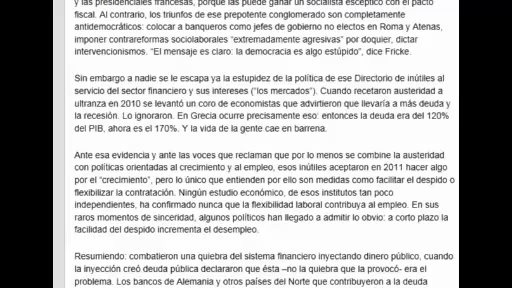 y las presidenciales francesas, porque las puede ganar un socialista escéptico con el pacto
fiscal. Al contrario, los triunfos de ese prepotente conglomerado son completamente
antidemocráticos: colocar a banqueros como jefes de gobierno no electos en Roma y Atenas,
imponer contrareformas sociolaborales “extremadamente agresivas” por doquier, dictar
intervencionismos. “El mensaje es claro: la democracia es algo estúpido”, dice Fricke.
Sin embargo a nadie se le escapa ya la estupidez de la política de ese Directorio de inútiles al
servicio del sector financiero y sus intereses (“los mercados”). Cuando recetaron austeridad a
ultranza en 2010 se levantó un coro de economistas que advirtieron que llevaría a más deuda y
la recesión. Lo ignoraron. En Grecia ocurre precisamente eso: entonces la deuda era del 120%
del PIB, ahora es el 170%. Y la vida de la gente cae en barrena.
Ante esa evidencia y ante las voces que reclaman que por lo menos se combine la austeridad
con políticas orientadas al crecimiento y al empleo, esos inútiles aceptaron en 2011 hacer algo
por el “crecimiento”, pero lo único que entienden por ello son medidas como facilitar el despido o
flexibilizar la contratación. Ningún estudio económico, de esos institutos tan poco
independientes, ha confirmado nunca que la flexibilidad laboral contribuya al empleo. En sus
raros momentos de sinceridad, algunos políticos han llegado a admitir lo obvio: a corto plazo la
facilidad del despido incrementa el desempleo.
Resumiendo: combatieron una quiebra del sistema financiero inyectando dinero público, cuando
la inyección creó deuda pública declararon que ésta –no la quiebra que la provocó- era el
problema. Los bancos de Alemania y otros países del Norte que contribuyeron a la deuda